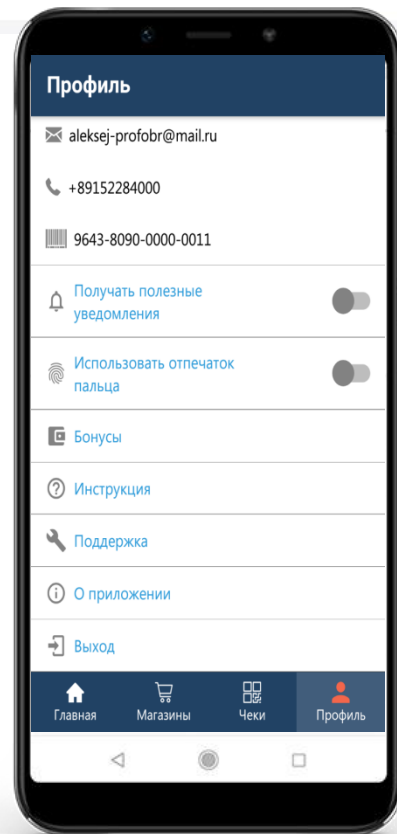 Профиль
aleksej-profobr@mail.ru
+89152284000
9643-8090-0000-0011
Получать полезные
уведомления
Использовать отпечаток
пальца
Бонусы
Инструкция
Поддержка
О приложении
Выход
Главная
Магазины
Чеки
Профиль